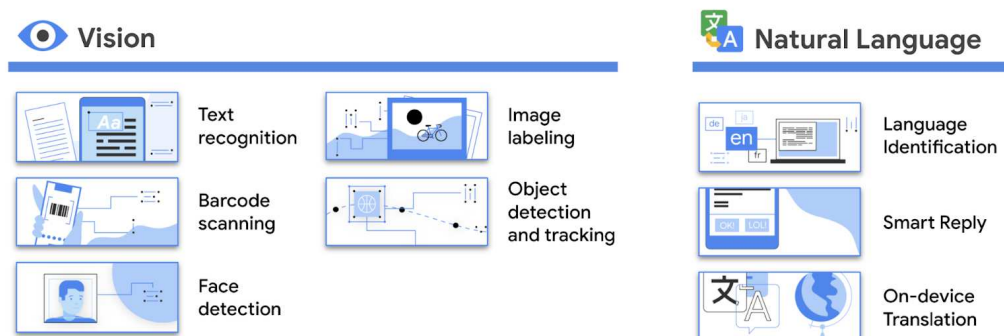 Vision
Text
recognition
Aa
Image
labeling
Barcode
scanning
Object
detection
and tracking
Face
detection
文
A
Natural Language
de
ja
en
fr
Language
Identification
OK!
LOL!
Smart Reply
文
A
On-device
Translation